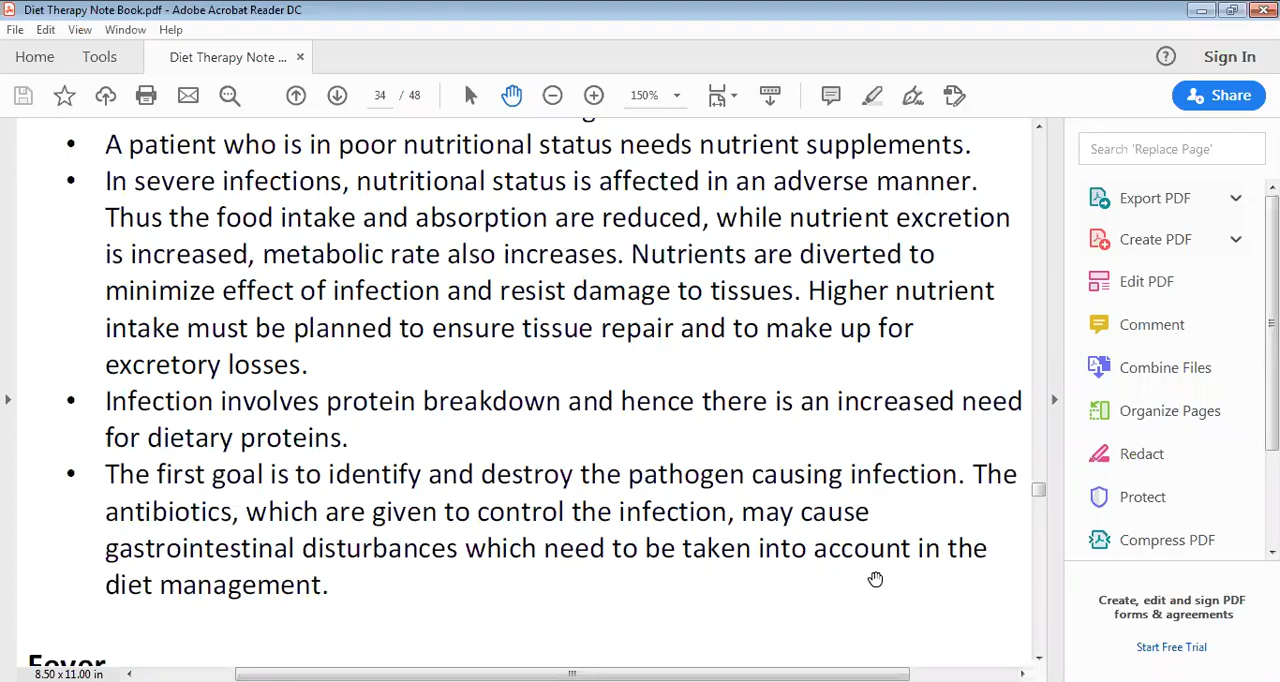 Diet Therapy Note Book.pdf - Adobe Acrobat Reader DC
File Edit View Window Help
Home Tools Diet Therapy Note ... ×
? Sign In
34 / 48 150% Share
• A patient who is in poor nutritional status needs nutrient supplements.
• In severe infections, nutritional status is affected in an adverse manner.
Thus the food intake and absorption are reduced, while nutrient excretion
is increased, metabolic rate also increases. Nutrients are diverted to
minimize effect of infection and resist damage to tissues. Higher nutrient
intake must be planned to ensure tissue repair and to make up for
excretory losses.
• Infection involves protein breakdown and hence there is an increased need
for dietary proteins.
• The first goal is to identify and destroy the pathogen causing infection. The
antibiotics, which are given to control the infection, may cause
gastrointestinal disturbances which need to be taken into account in the
diet management.
Fever
8.50 x 11.00 in
Search 'Replace Page'
Export PDF
Create PDF
Edit PDF
Comment
Combine Files
Organize Pages
Redact
Protect
Compress PDF
Create, edit and sign PDF
forms & agreements
Start Free Trial